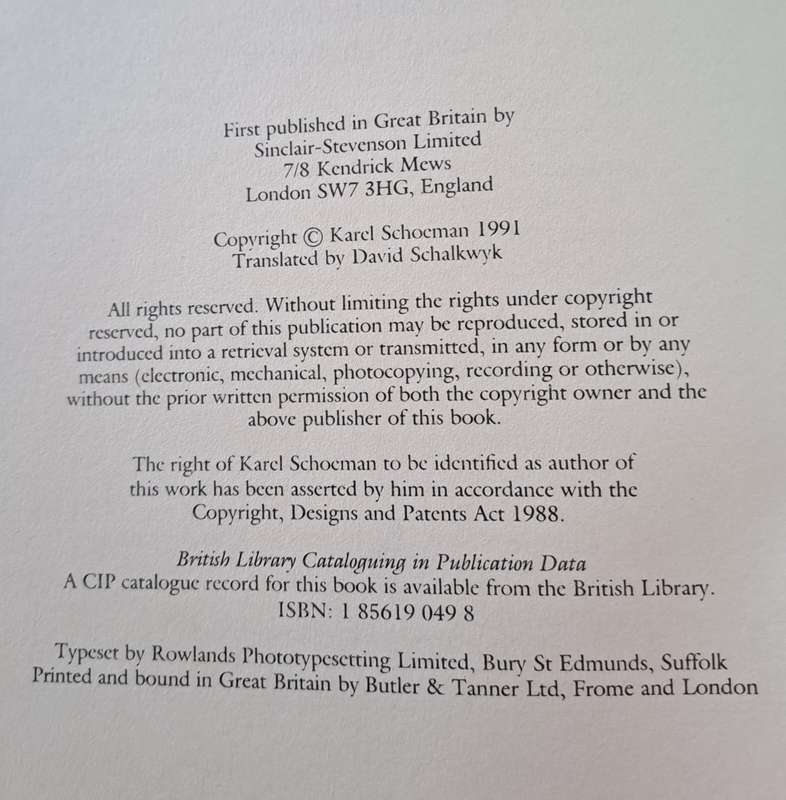 First published in Great Britain by
Sinclair-Stevenson Limited
7/8 Kendrick Mews
London SW7 3HG, England
Copyright © Karel Schoeman 1991
Translated by David Schalkwyk
All rights reserved. Without limiting the rights under copyright
reserved, no part of this publication may be reproduced, stored in or
introduced into a retrieval system or transmitted, in any form or by any
means (electronic, mechanical, photocopying, recording or otherwise),
without the prior written permission of both the copyright owner and the
above publisher of this book.
The right of Karel Schoeman to be identified as author of
this work has been asserted by him in accordance with the
Copyright, Designs and Patents Act 1988.
British Library Cataloguing in Publication Data
A CIP catalogue record for this book is available from the British Library.
ISBN: 1 85619 049 8
Typeset by Rowlands Phototypesetting Limited, Bury St Edmunds, Suffolk
Printed and bound in Great Britain by Butler & Tanner Ltd, Frome and London